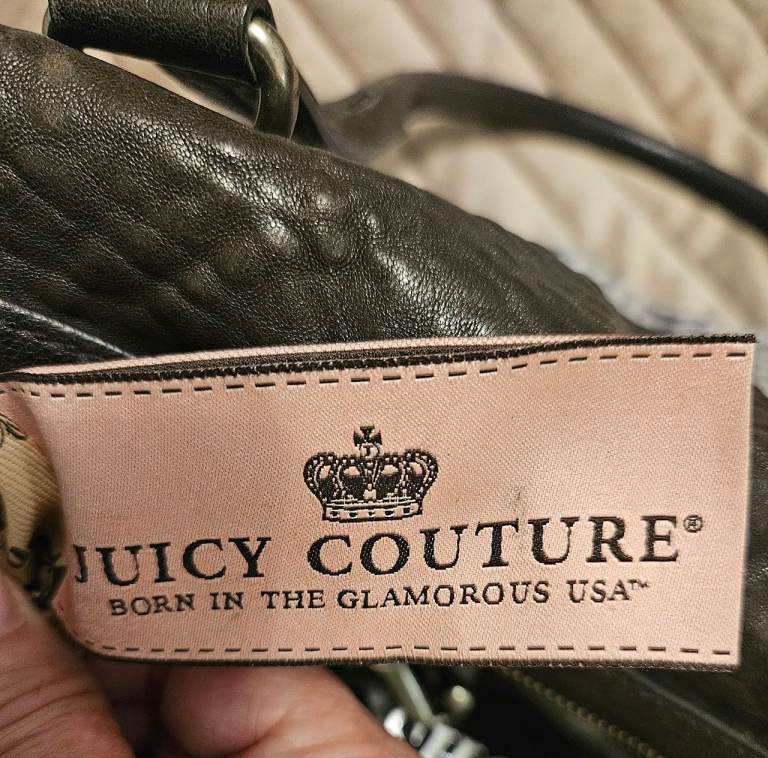 JUICY COUTURE®
BORN IN THE GLAMOROUS USA™